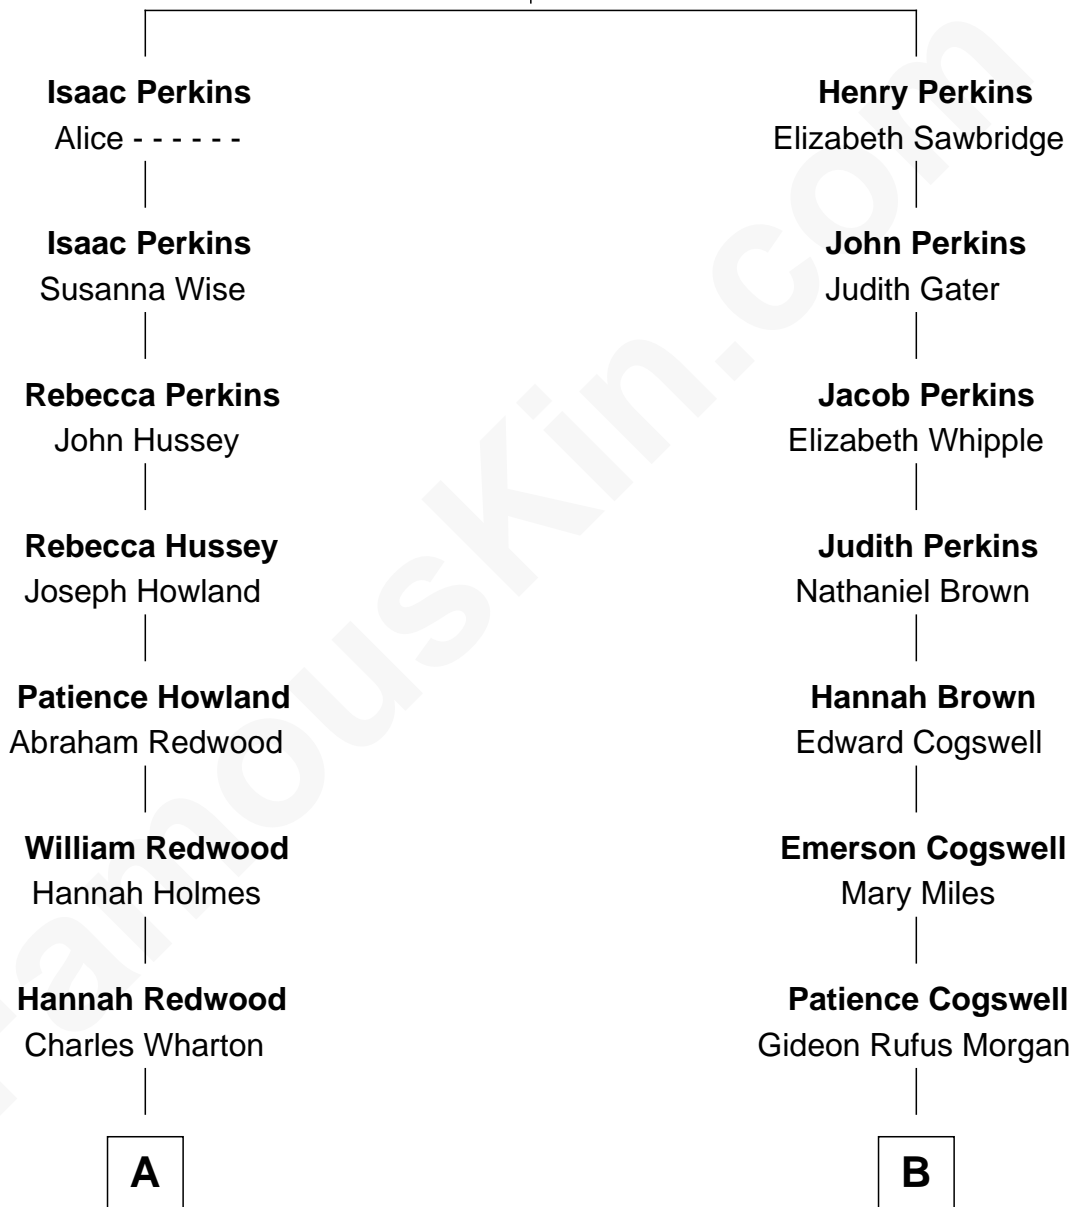 Isaac Perkins
Alice - - - - - -
Isaac Perkins
Susanna Wise
Rebecca Perkins
John Hussey
Rebecca Hussey
Joseph Howland
Patience Howland
Abraham Redwood
William Redwood
Hannah Holmes
Hannah Redwood
Charles Wharton
A
Henry Perkins
Elizabeth Sawbridge
John Perkins
Judith Gater
Jacob Perkins
Elizabeth Whipple
Judith Perkins
Nathaniel Brown
Hannah Brown
Edward Cogswell
Emerson Cogswell
Mary Miles
Patience Cogswell
Gideon Rufus Morgan
B
FamousKin.com